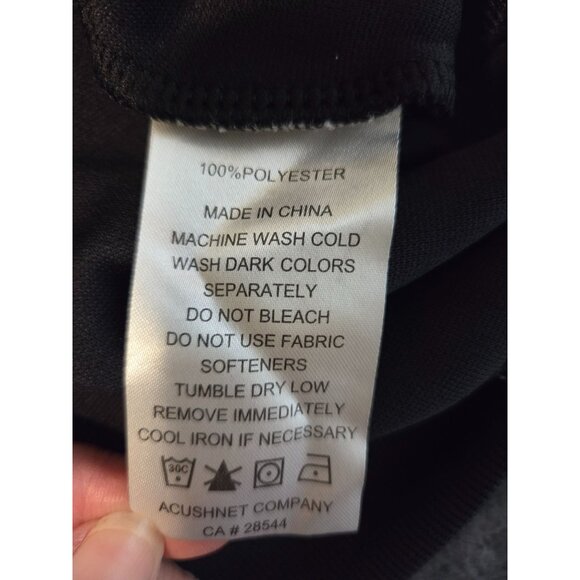 100%POLYESTER
MADE IN CHINA
MACHINE WASH COLD
WASH DARK COLORS
SEPARATELY
DO NOT BLEACH
DO NOT USE FABRIC
SOFTENERS
TUMBLE DRY LOW
REMOVE IMMEDIATELY
COOL IRON IF NECESSARY
30C
ACUSHNET COMPANY
CA # 28544